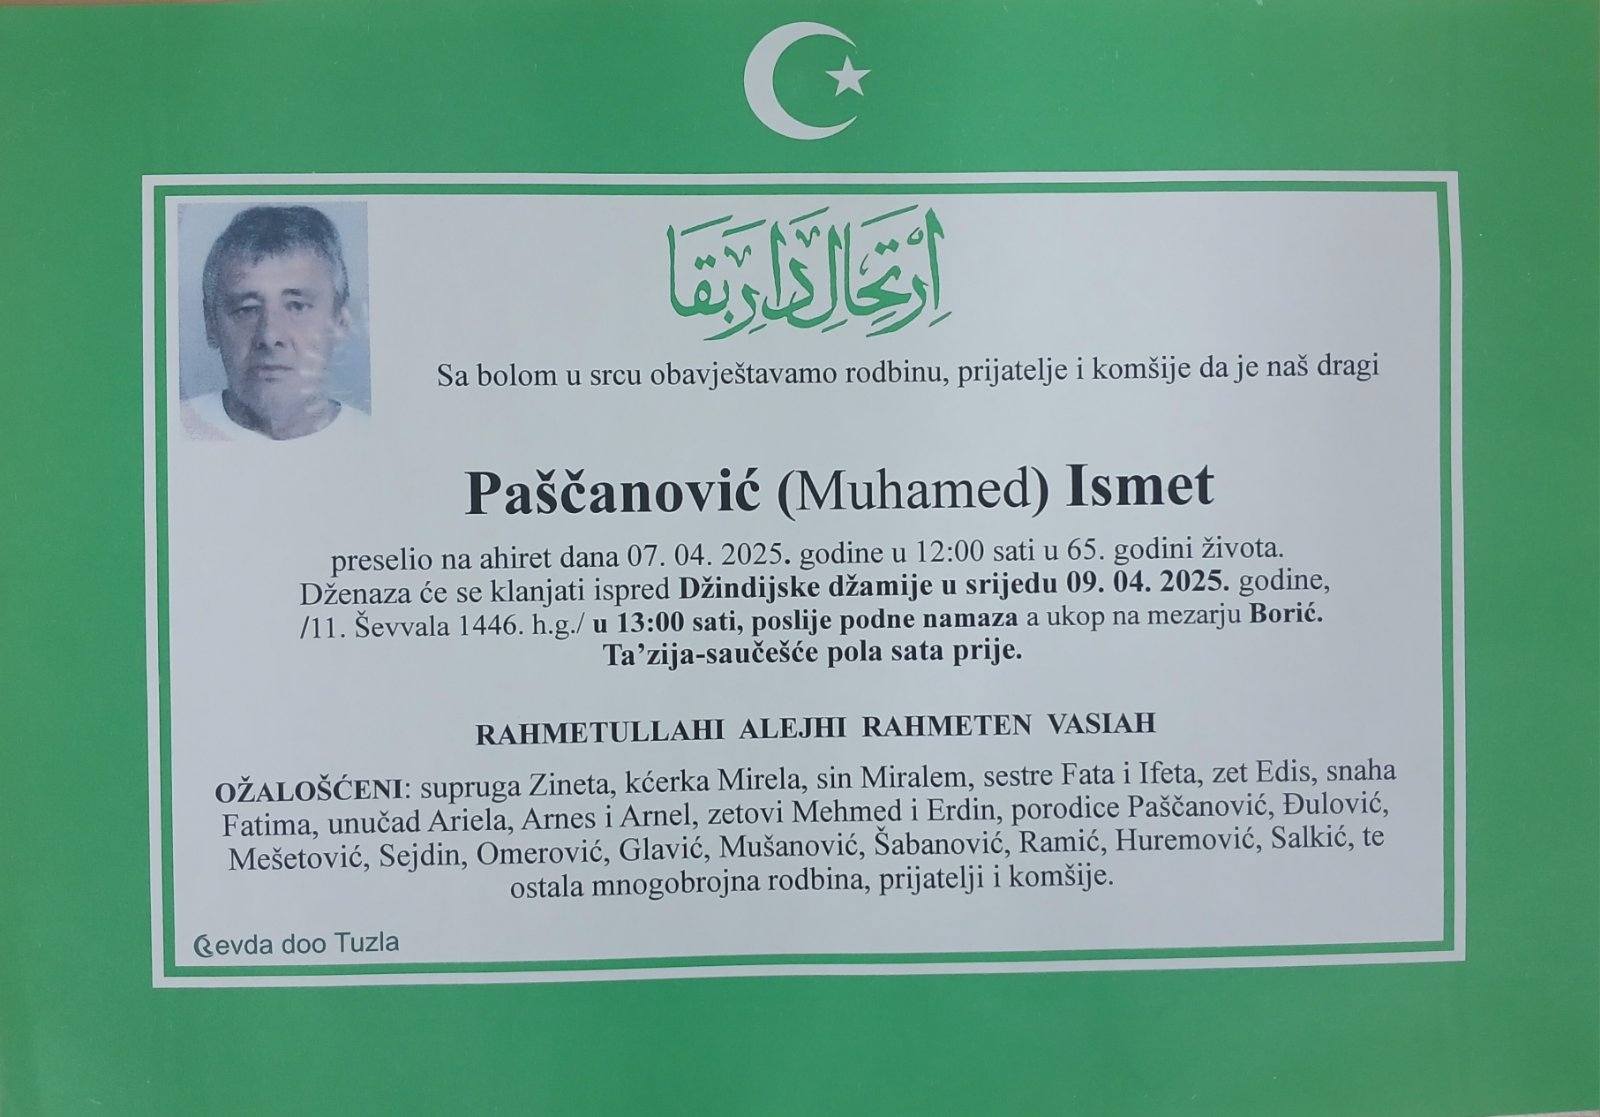 اِرْتِحَالِ دَارِ بَقَا
Sa bolom u srcu obavještavamo rodbinu, prijatelje i komšije da je naš dragi
Paščanović (Muhamed) Ismet
preselio na ahiret dana 07. 04. 2025. godine u 12:00 sati u 65. godini života.
Dženaza će se klanjati ispred Džindijske džamije u srijedu 09. 04. 2025. godine,
/11. Ševvala 1446. h.g./ u 13:00 sati, poslije podne namaza a ukop na mezarju Borić.
Ta’zija-saučešće pola sata prije.
RAHMETULLAHI ALEJHI RAHMETEN VASIAH
OŽALOŠĆENI: supruga Zineta, kćerka Mirela, sin Miralem, sestre Fata i Ifeta, zet Edis, snaha
Fatima, unučad Ariela, Arnes i Arnel, zetovi Mehmed i Erdin, porodice Paščanović, Đulović,
Mešetović, Sejdin, Omerović, Glavić, Mušanović, Šabanović, Ramić, Huremović, Salkić, te
ostala mnogobrojna rodbina, prijatelji i komšije.
Revda doo Tuzla